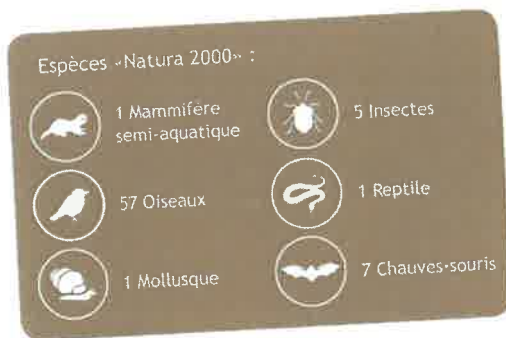 Espèces «Natura 2000» :
1 Mammifère
semi-aquatique
57 Oiseaux
1 Mollusque
5 Insectes
1 Reptile
7 Chauves-souris